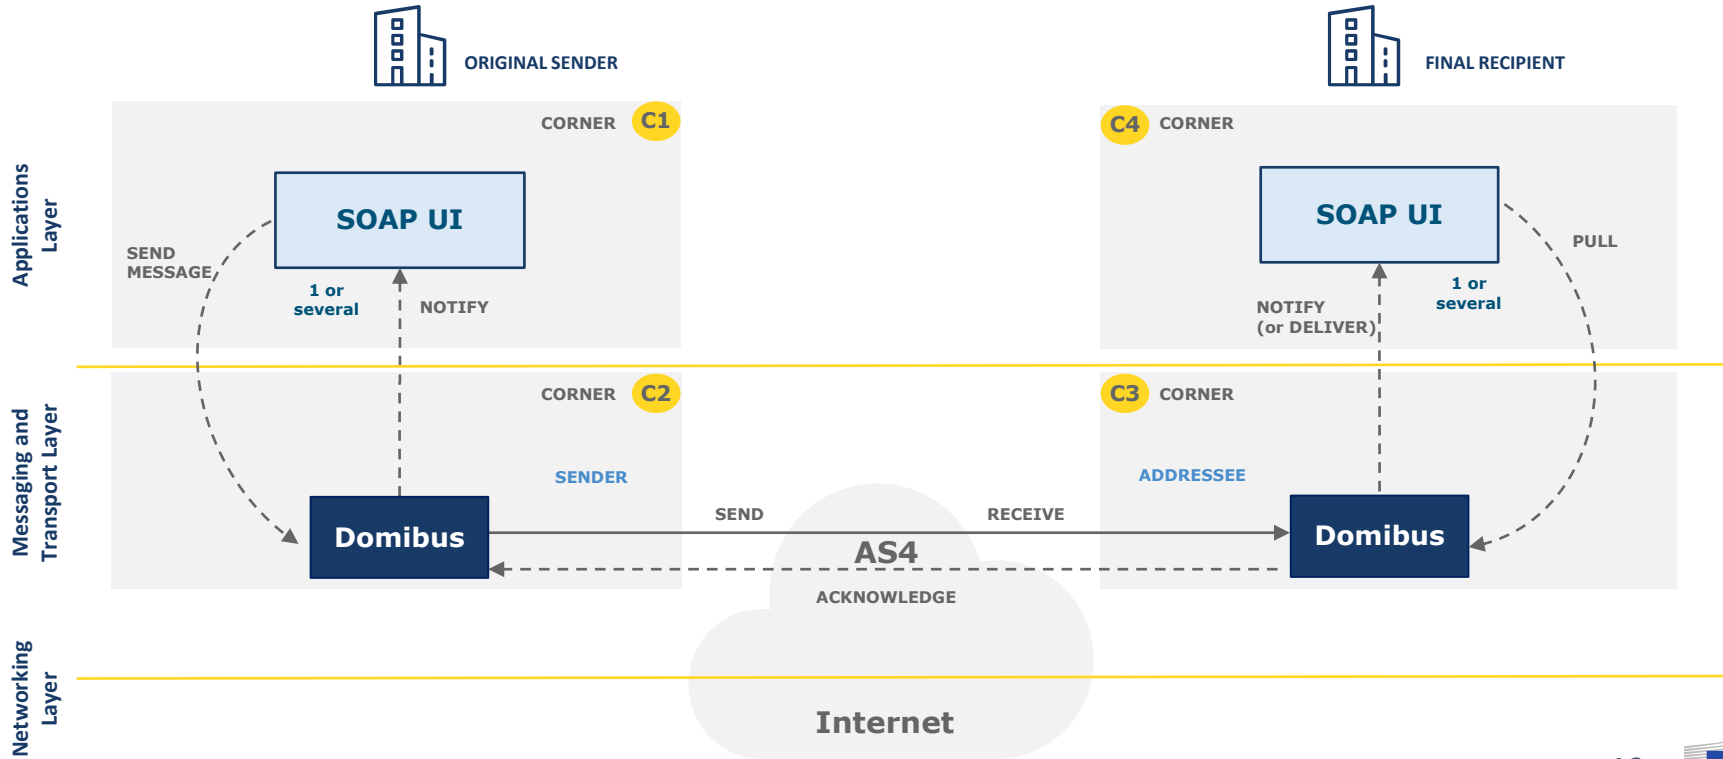 ORIGINAL SENDER
FINAL RECIPIENT
Applications
Layer
CORNER C1
SOAP UI
SEND
MESSAGE
1 or
several
NOTIFY
C4 CORNER
SOAP UI
PULL
1 or
several
NOTIFY
(or DELIVER)
Messaging and
Transport Layer
CORNER C2
SENDER
Domibus
C3 CORNER
ADDRESSEE
Domibus
SEND
RECEIVE
AS4
ACKNOWLEDGE
Networking
Layer
Internet